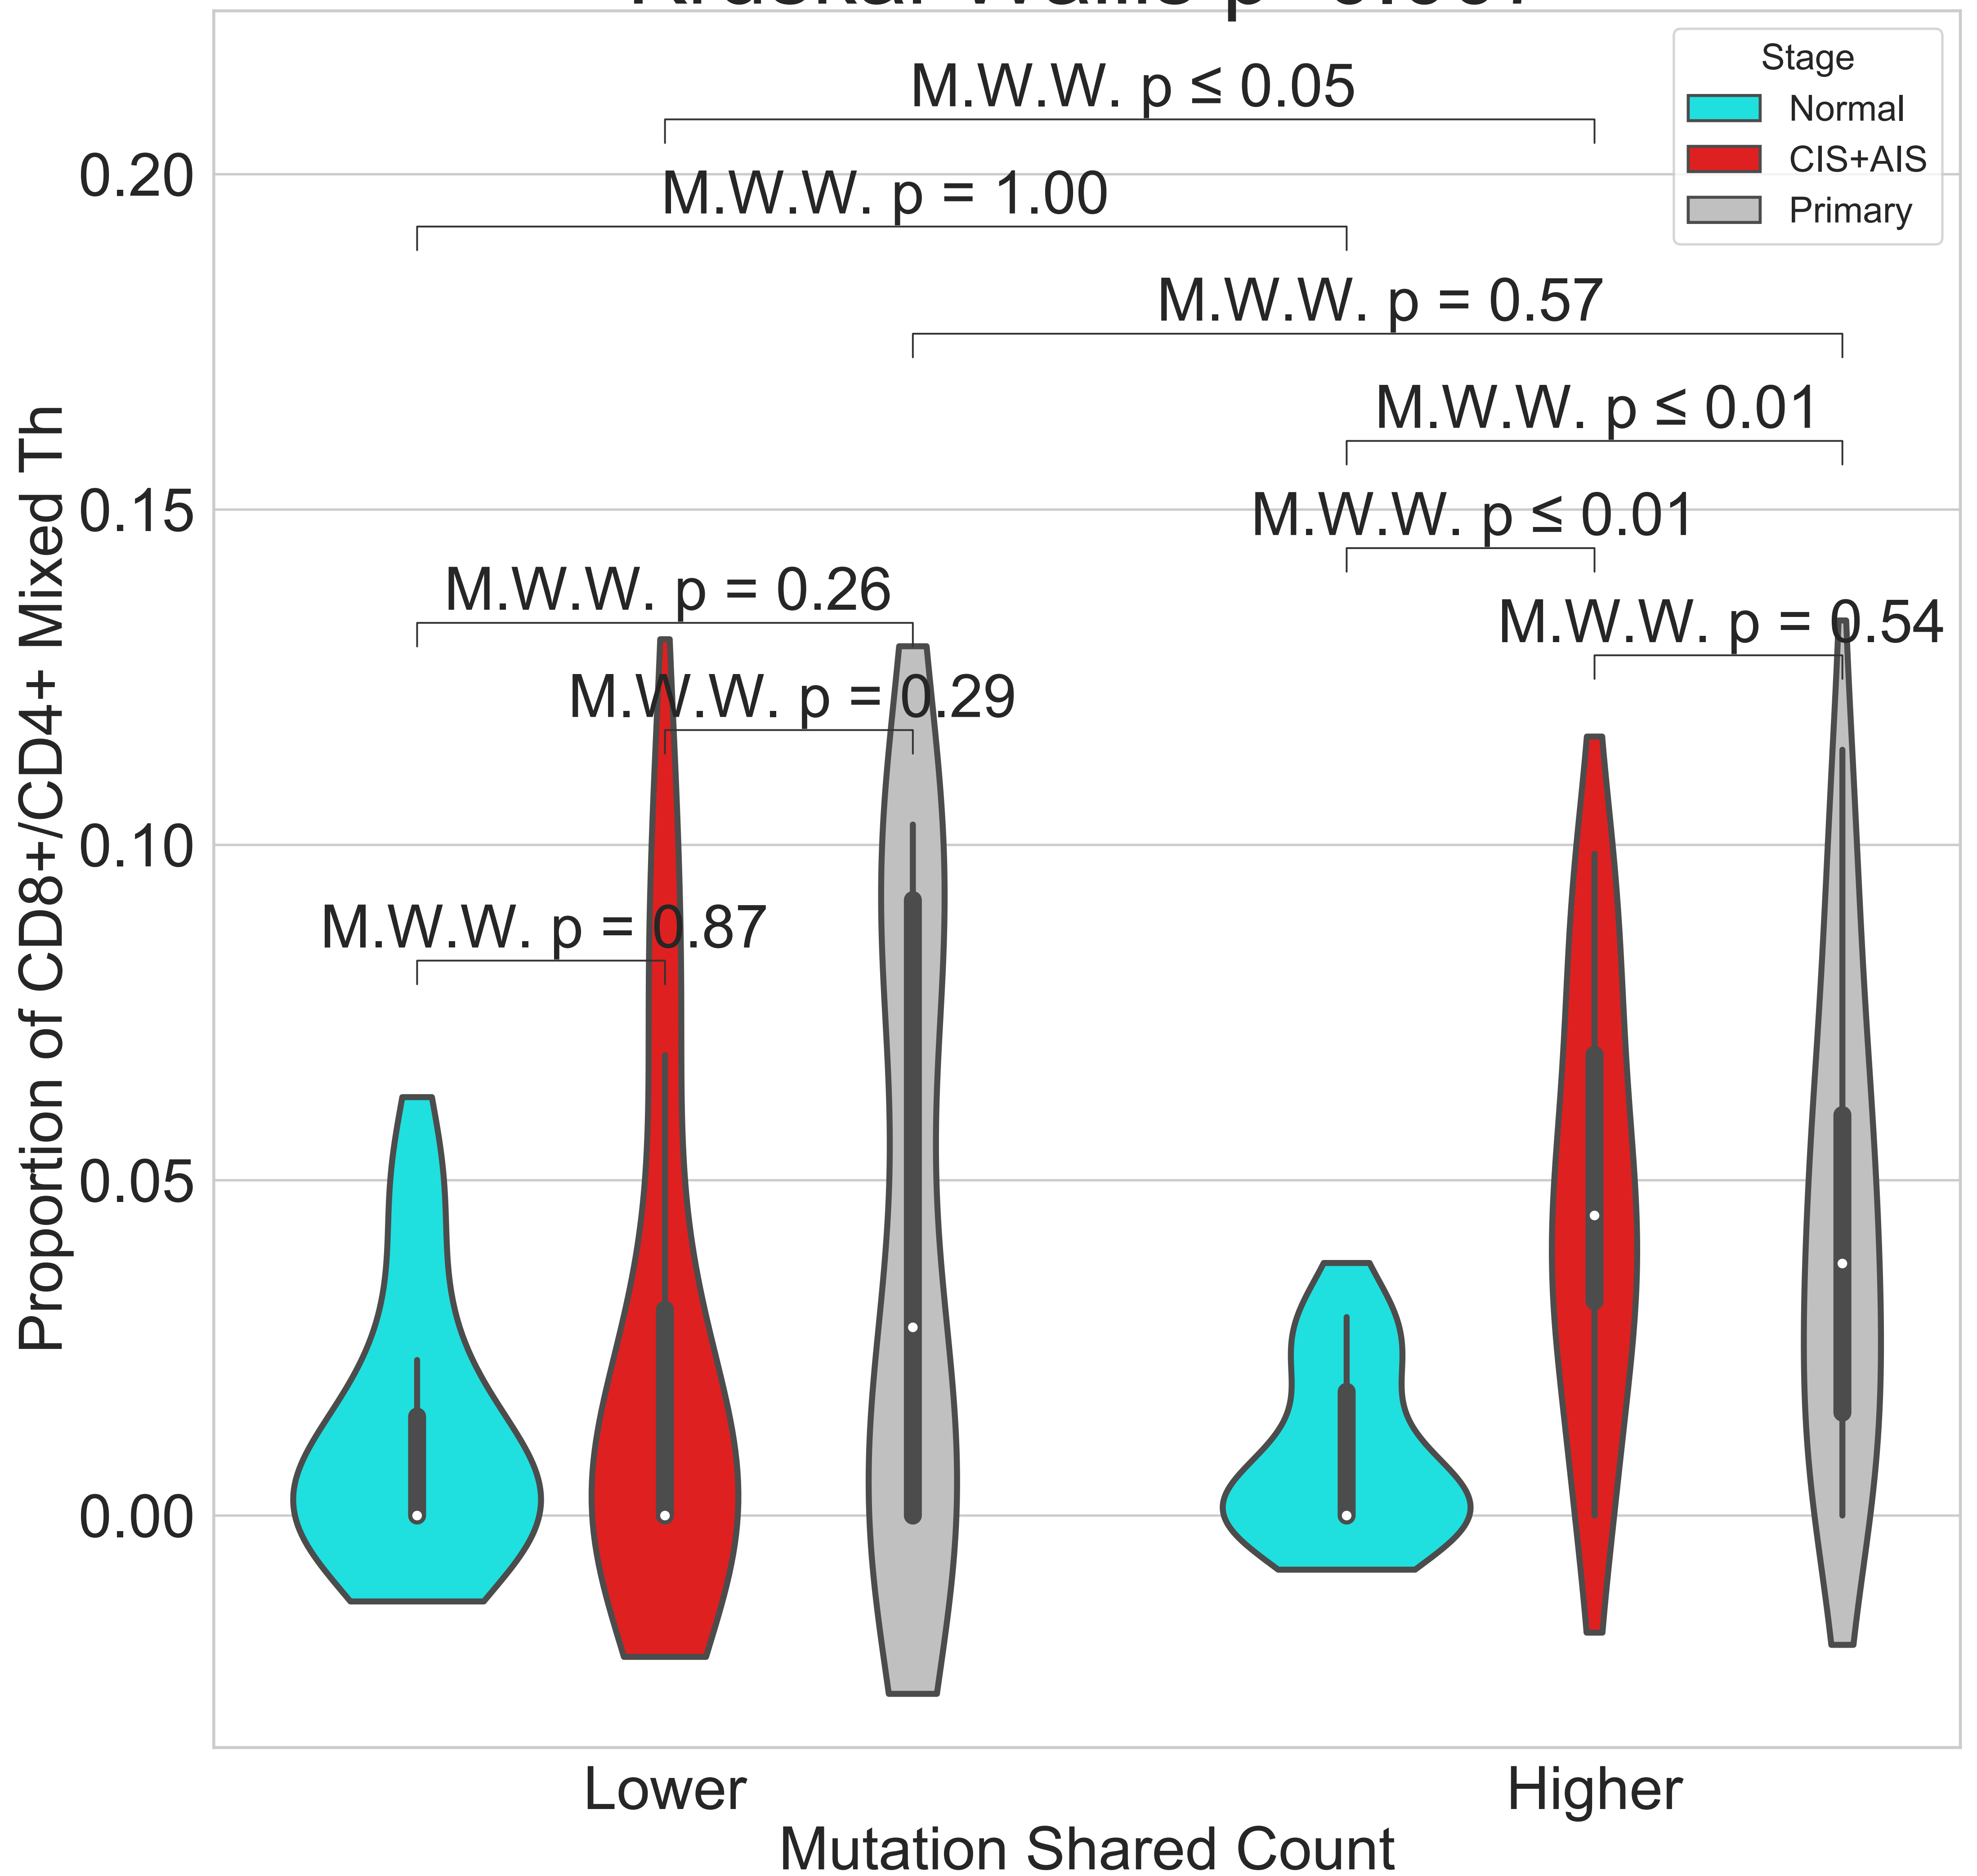 M.W.W. p ≤ 0.05
M.W.W. p = 1.00
M.W.W. p = 0.57
M.W.W. p ≤ 0.01
M.W.W. p ≤ 0.01
M.W.W. p = 0.26
M.W.W. p = 0.54
M.W.W. p = 0.29
M.W.W. p = 0.87
Stage
Normal
CIS+AIS
Primary
Proportion of CD8+/CD4+ Mixed Th
0.20
0.15
0.10
0.05
0.00
Lower
Higher
Mutation Shared Count